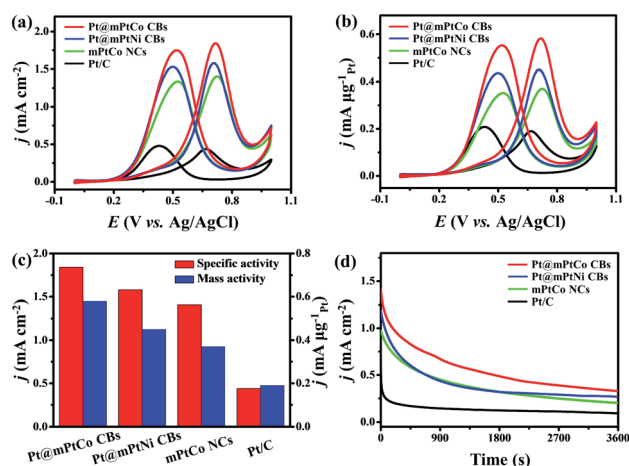 (a)
Pt@mPtCo CBs
Pt@mPtNi CBs
mPtCo NCs
Pt/C
j (mA cm⁻²)
2.0
1.5
1.0
0.5
0.0
-0.1 0.2 0.5 0.8 1.1
E (V vs. Ag/AgCl)
(b)
Pt@mPtCo CBs
Pt@mPtNi CBs
mPtCo NCs
Pt/C
j (mA μg⁻¹Pt)
0.6
0.4
0.2
0.0
-0.1 0.2 0.5 0.8 1.1
E (V vs. Ag/AgCl)
(c)
Specific activity
Mass activity
j (mA cm⁻²)
2.0
1.5
1.0
0.5
0.0
0.8
0.6
0.4
0.2
0.0
j (mA μg⁻¹Pt)
Pt@mPtCo CBs
Pt@mPtNi CBs
mPtCo NCs
Pt/C
(d)
Pt@mPtCo CBs
Pt@mPtNi CBs
mPtCo NCs
Pt/C
j (mA cm⁻²)
1.5
1.0
0.5
0.0
0 900 1800 2700 3600
Time (s)